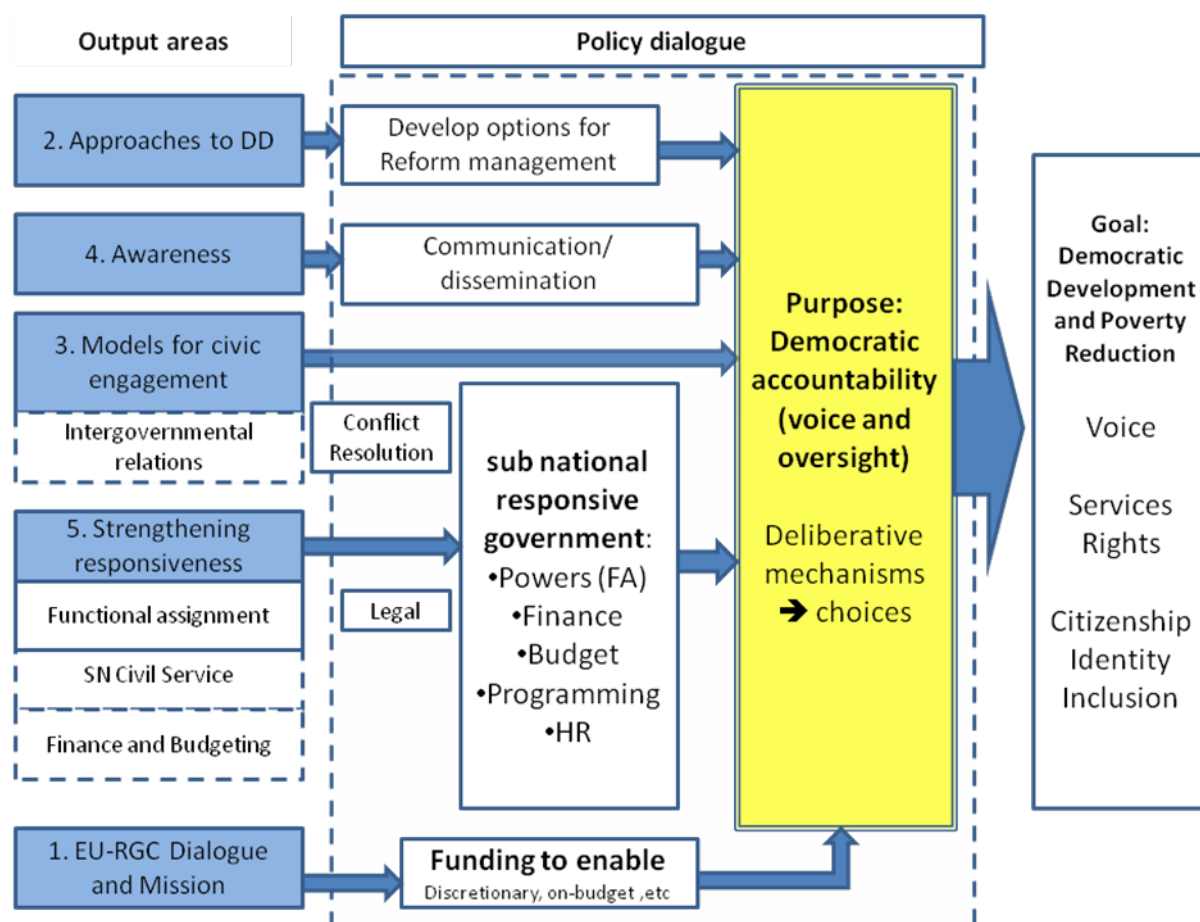 Output areas
Policy dialogue
2. Approaches to DD
Develop options for
Reform management
4. Awareness
Communication/
dissemination
3. Models for civic
engagement
Intergovernmental
relations
Conflict
Resolution
5. Strengthening
responsiveness
Functional assignment
SN Civil Service
Finance and Budgeting
Legal
sub national
responsive
government:
•Powers (FA)
•Finance
•Budget
•Programming
•HR
1. EU-RGC Dialogue
and Mission
Funding to enable
Discretionary, on-budget ,etc
Purpose:
Democratic
accountability
(voice and
oversight)
Deliberative
mechanisms
➔ choices
Goal:
Democratic
Development
and Poverty
Reduction
Voice
Services
Rights
Citizenship
Identity
Inclusion